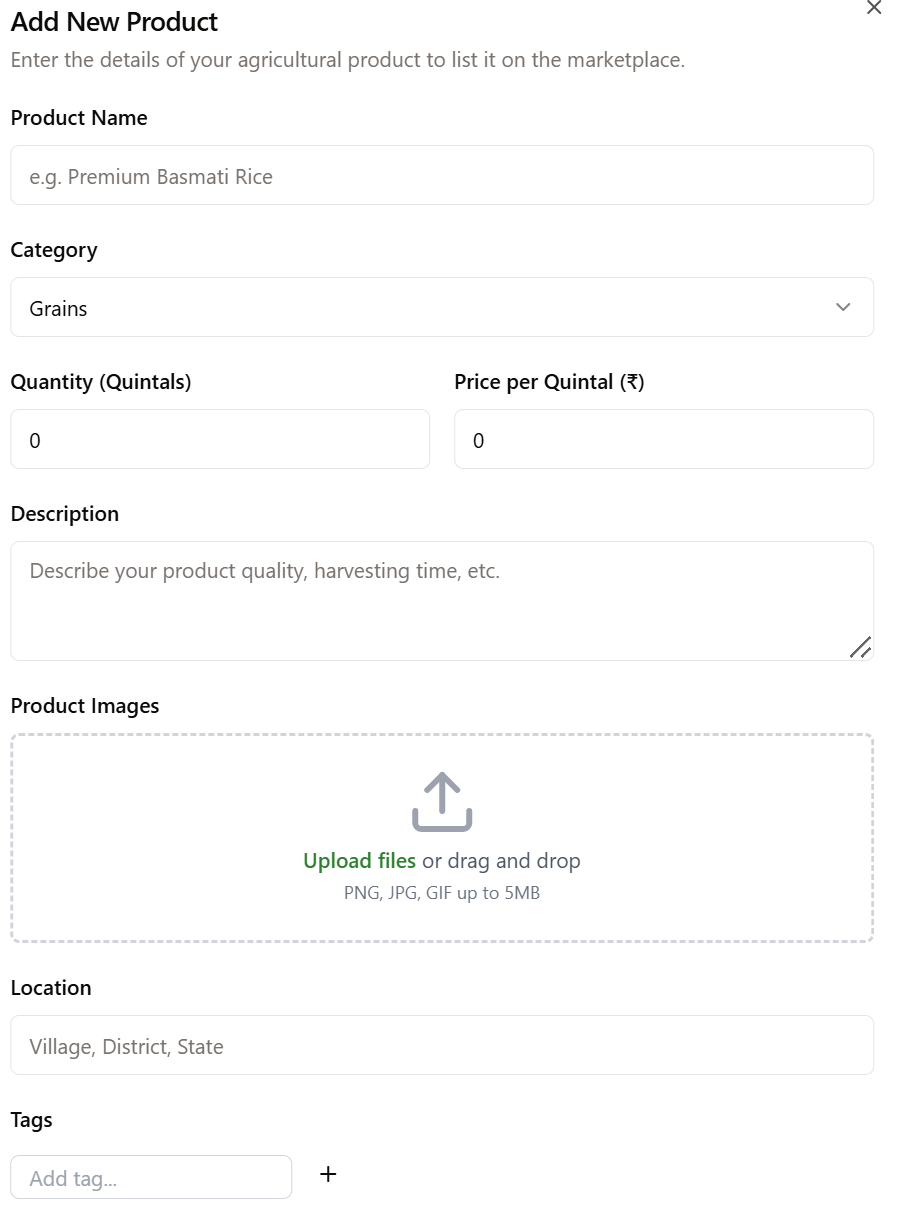 Add New Product
Enter the details of your agricultural product to list it on the marketplace.
Product Name
e.g. Premium Basmati Rice
Category
Grains
Quantity (Quintals)
Price per Quintal (₹)
0
0
Description
Describe your product quality, harvesting time, etc.
Product Images
Upload files or drag and drop
PNG, JPG, GIF up to 5MB
Location
Village, District, State
Tags
Add tag...